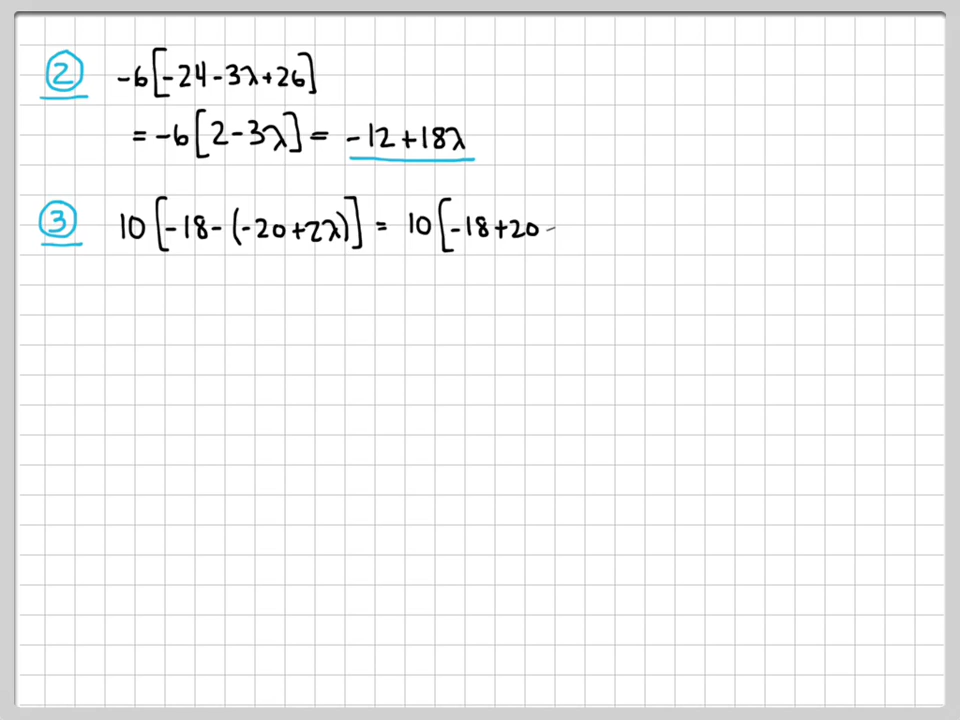 ② -6[-24-3λ+26]
= -6[2-3λ] = -12+18λ
③ 10[-18-(-20+2λ)] = 10[-18+20-